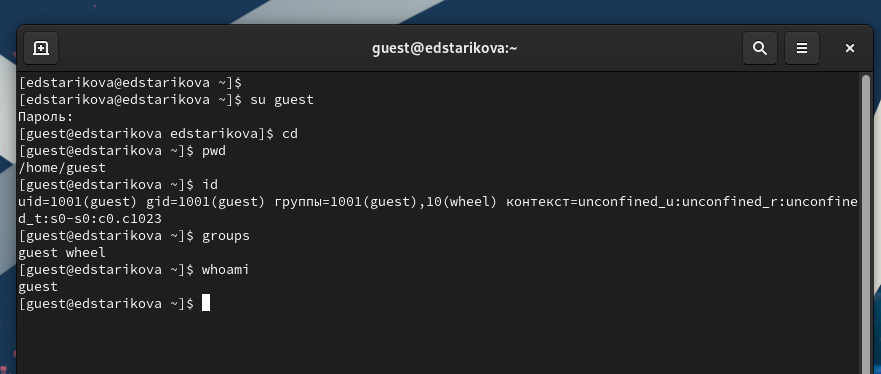 guest@edstarikova:~
[edstarikova@edstarikova ~]$
[edstarikova@edstarikova ~]$ su guest
Пароль:
[guest@edstarikova edstarikova]$ cd
[guest@edstarikova ~]$ pwd
/home/guest
[guest@edstarikova ~]$ id
uid=1001(guest) gid=1001(guest) группы=1001(guest),10(wheel) контекст=unconfined_u:unconfined_r:unconfine
d_t:s0-s0:c0.c1023
[guest@edstarikova ~]$ groups
guest wheel
[guest@edstarikova ~]$ whoami
guest
[guest@edstarikova ~]$